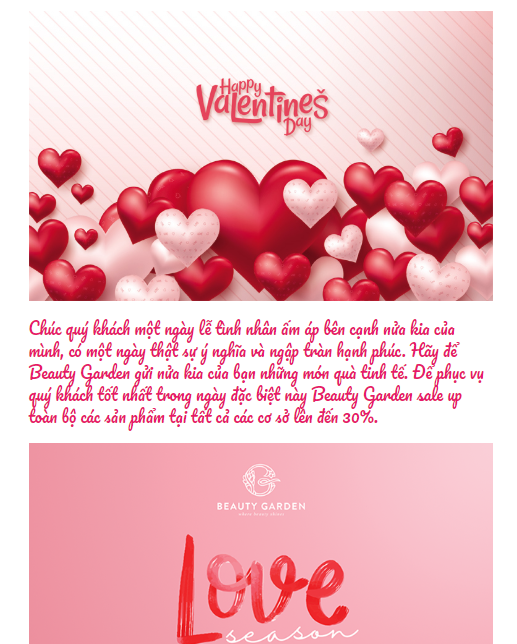 Happy
Valentines
Day
Chúc quý khách một ngày lễ tình nhân ấm áp bên cạnh nửa kia của
mình, có một ngày thật sự ý nghĩa và ngập tràn hạnh phúc. Hãy để
Beauty Garden gửi nửa kia của bạn những món quà tinh tế. Để phục vụ
quý khách tốt nhất trong ngày đặc biệt này Beauty Garden sale up
toàn bộ các sản phẩm tại tất cả các cơ sở lên đến 30%.
BEAUTY GARDEN
Love
season